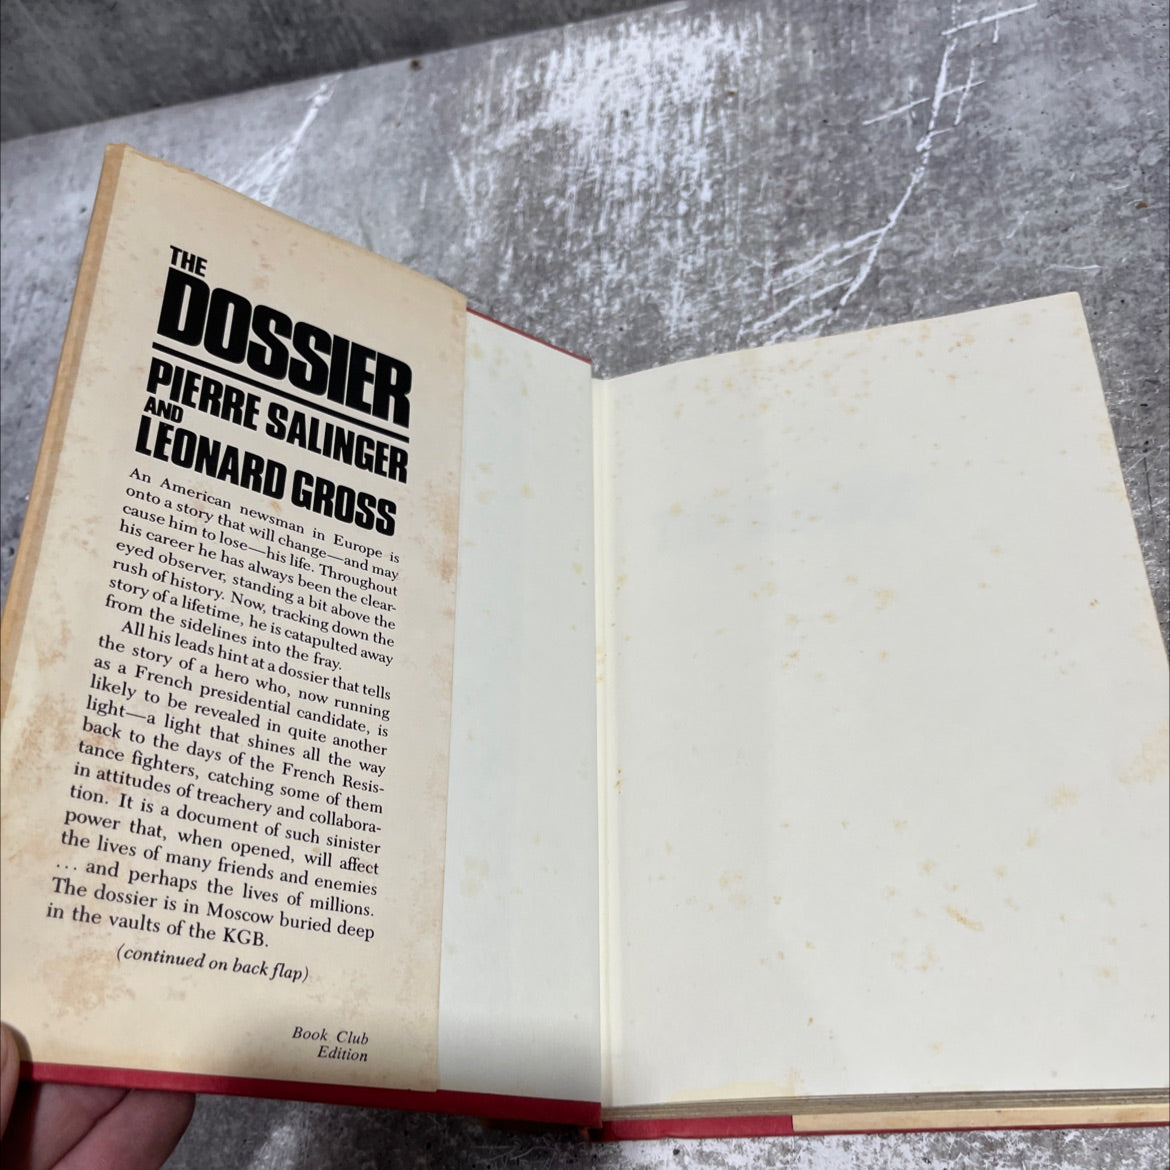 THE
DOSSIER
PIERRE SALINGER
AND
LEONARD GROSS
An American newsman in Europe is
onto a story that will change—and may
cause him to lose—his life. Throughout
his career he has always been the clear-
eyed observer, standing a bit above the
rush of history. Now, tracking down the
story of a lifetime, he is catapulted away
from the sidelines into the fray.
All his leads hint at a dossier that tells
the story of a hero who, now running
as a French presidential candidate, is
likely to be revealed in quite another
light—a light that shines all the way
back to the days of the French Resis-
tance fighters, catching some of them
in attitudes of treachery and collabora-
tion. It is a document of such sinister
power that, when opened, will affect
the lives of many friends and enemies
... and perhaps the lives of millions.
The dossier is in Moscow buried deep
in the vaults of the KGB.
(continued on back flap)
Book Club
Edition